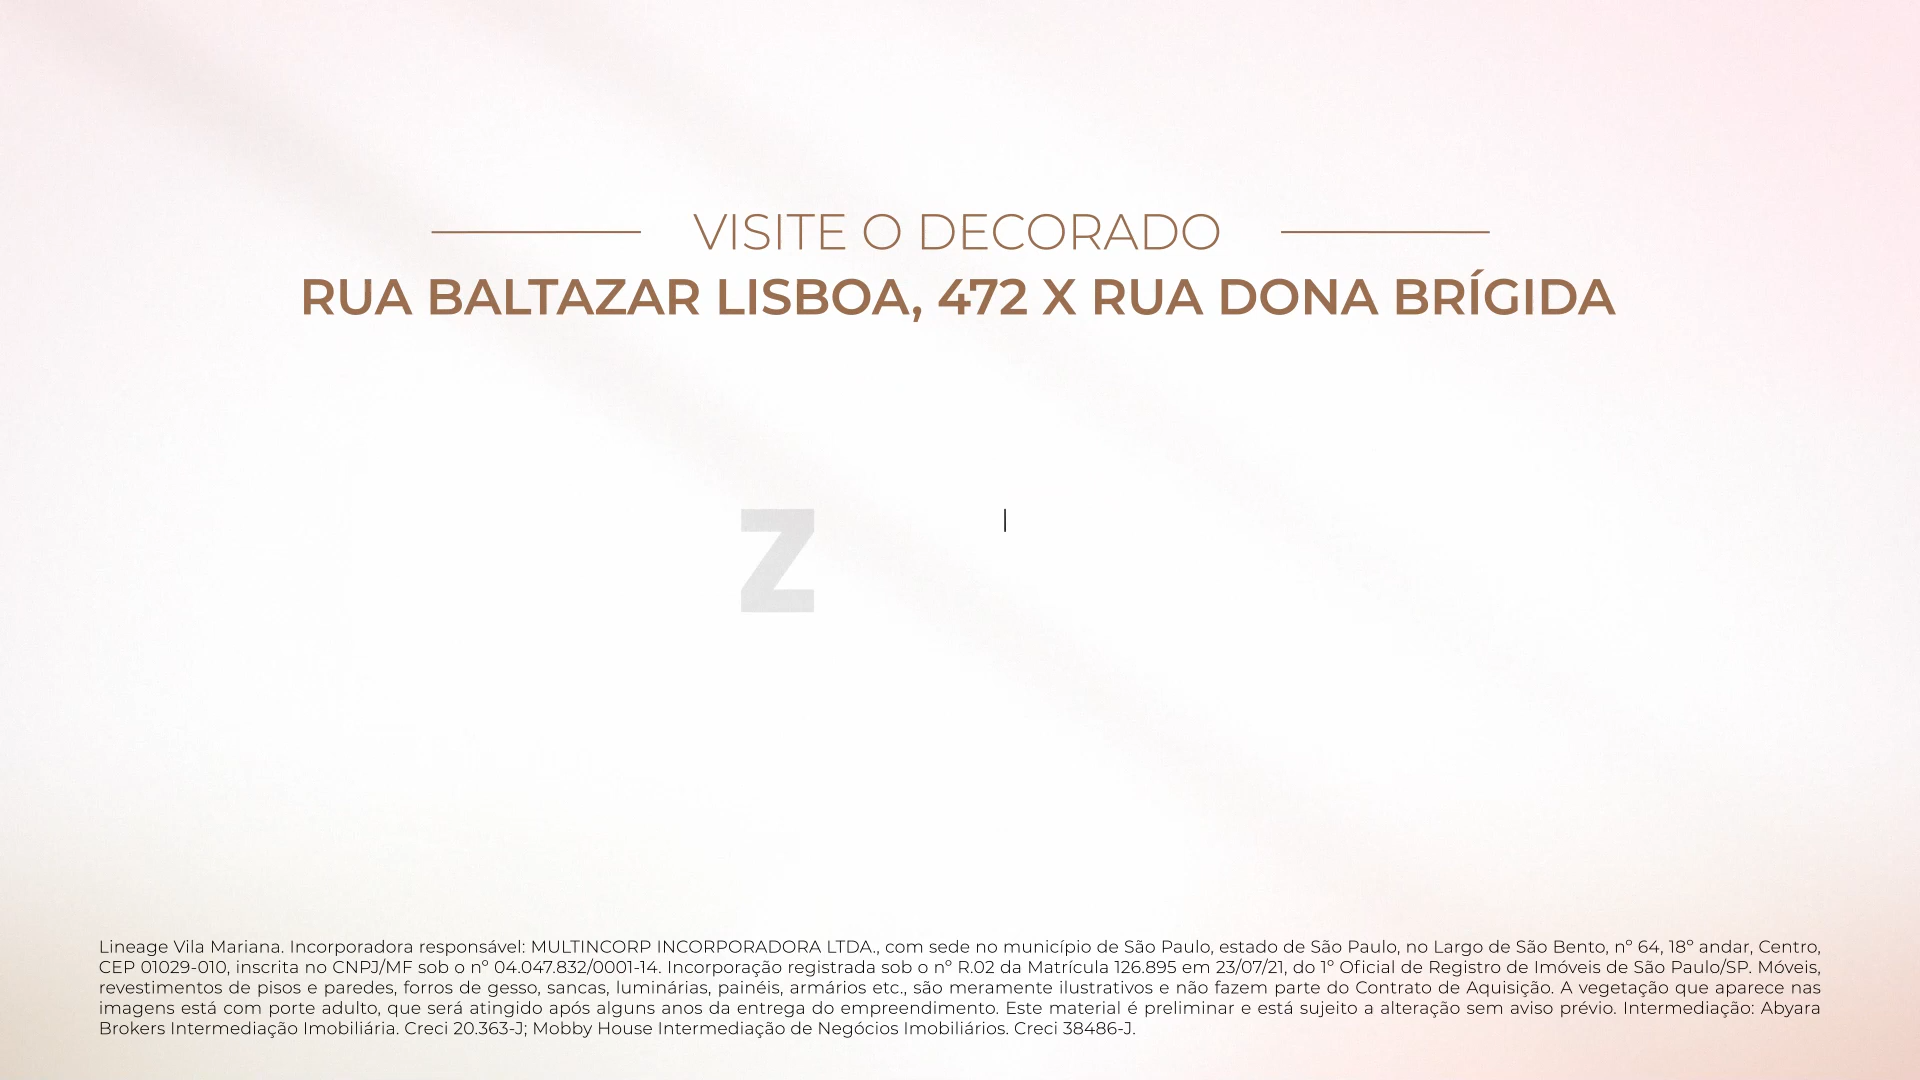 VISITE O DECORADO
RUA BALTAZAR LISBOA, 472 X RUA DONA BRÍGIDA
Z
Lineage Vila Mariana. Incorporadora responsável: MULTINCORP INCORPORADORA LTDA., com sede no município de São Paulo, estado de São Paulo, no Largo de São Bento, nº 64, 18º andar, Centro,
CEP 01029-010, inscrita no CNPJ/MF sob o nº 04.047.832/0001-14. Incorporação registrada sob o nº R.02 da Matrícula 126.895 em 23/07/21, do 1º Oficial de Registro de Imóveis de São Paulo/SP. Móveis,
revestimentos de pisos e paredes, forros de gesso, sancas, luminárias, painéis, armários etc., são meramente ilustrativos e não fazem parte do Contrato de Aquisição. A vegetação que aparece nas
imagens está com porte adulto, que será atingido após alguns anos da entrega do empreendimento. Este material é preliminar e está sujeito a alteração sem aviso prévio. Intermediação: Abyara
Brokers Intermediação Imobiliária. Creci 20.363-J; Mobby House Intermediação de Negócios Imobiliários. Creci 38486-J.